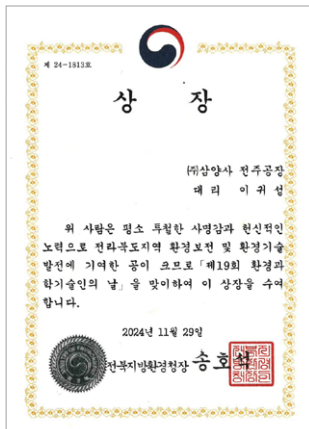 제 24-1813호
상 장
(주)삼양사 전주공장
대 리 이 귀 섭
위 사람은 평소 투철한 사명감과 헌신적인
노력으로 전라북도지역 환경보전 및 환경기술
발전에 기여한 공이 크므로 「제19회 환경과
학기술인의 날」을 맞이하여 이 상장을 수여
합니다.
2024년 11월 29일
전북지방환경청장 송 호 석